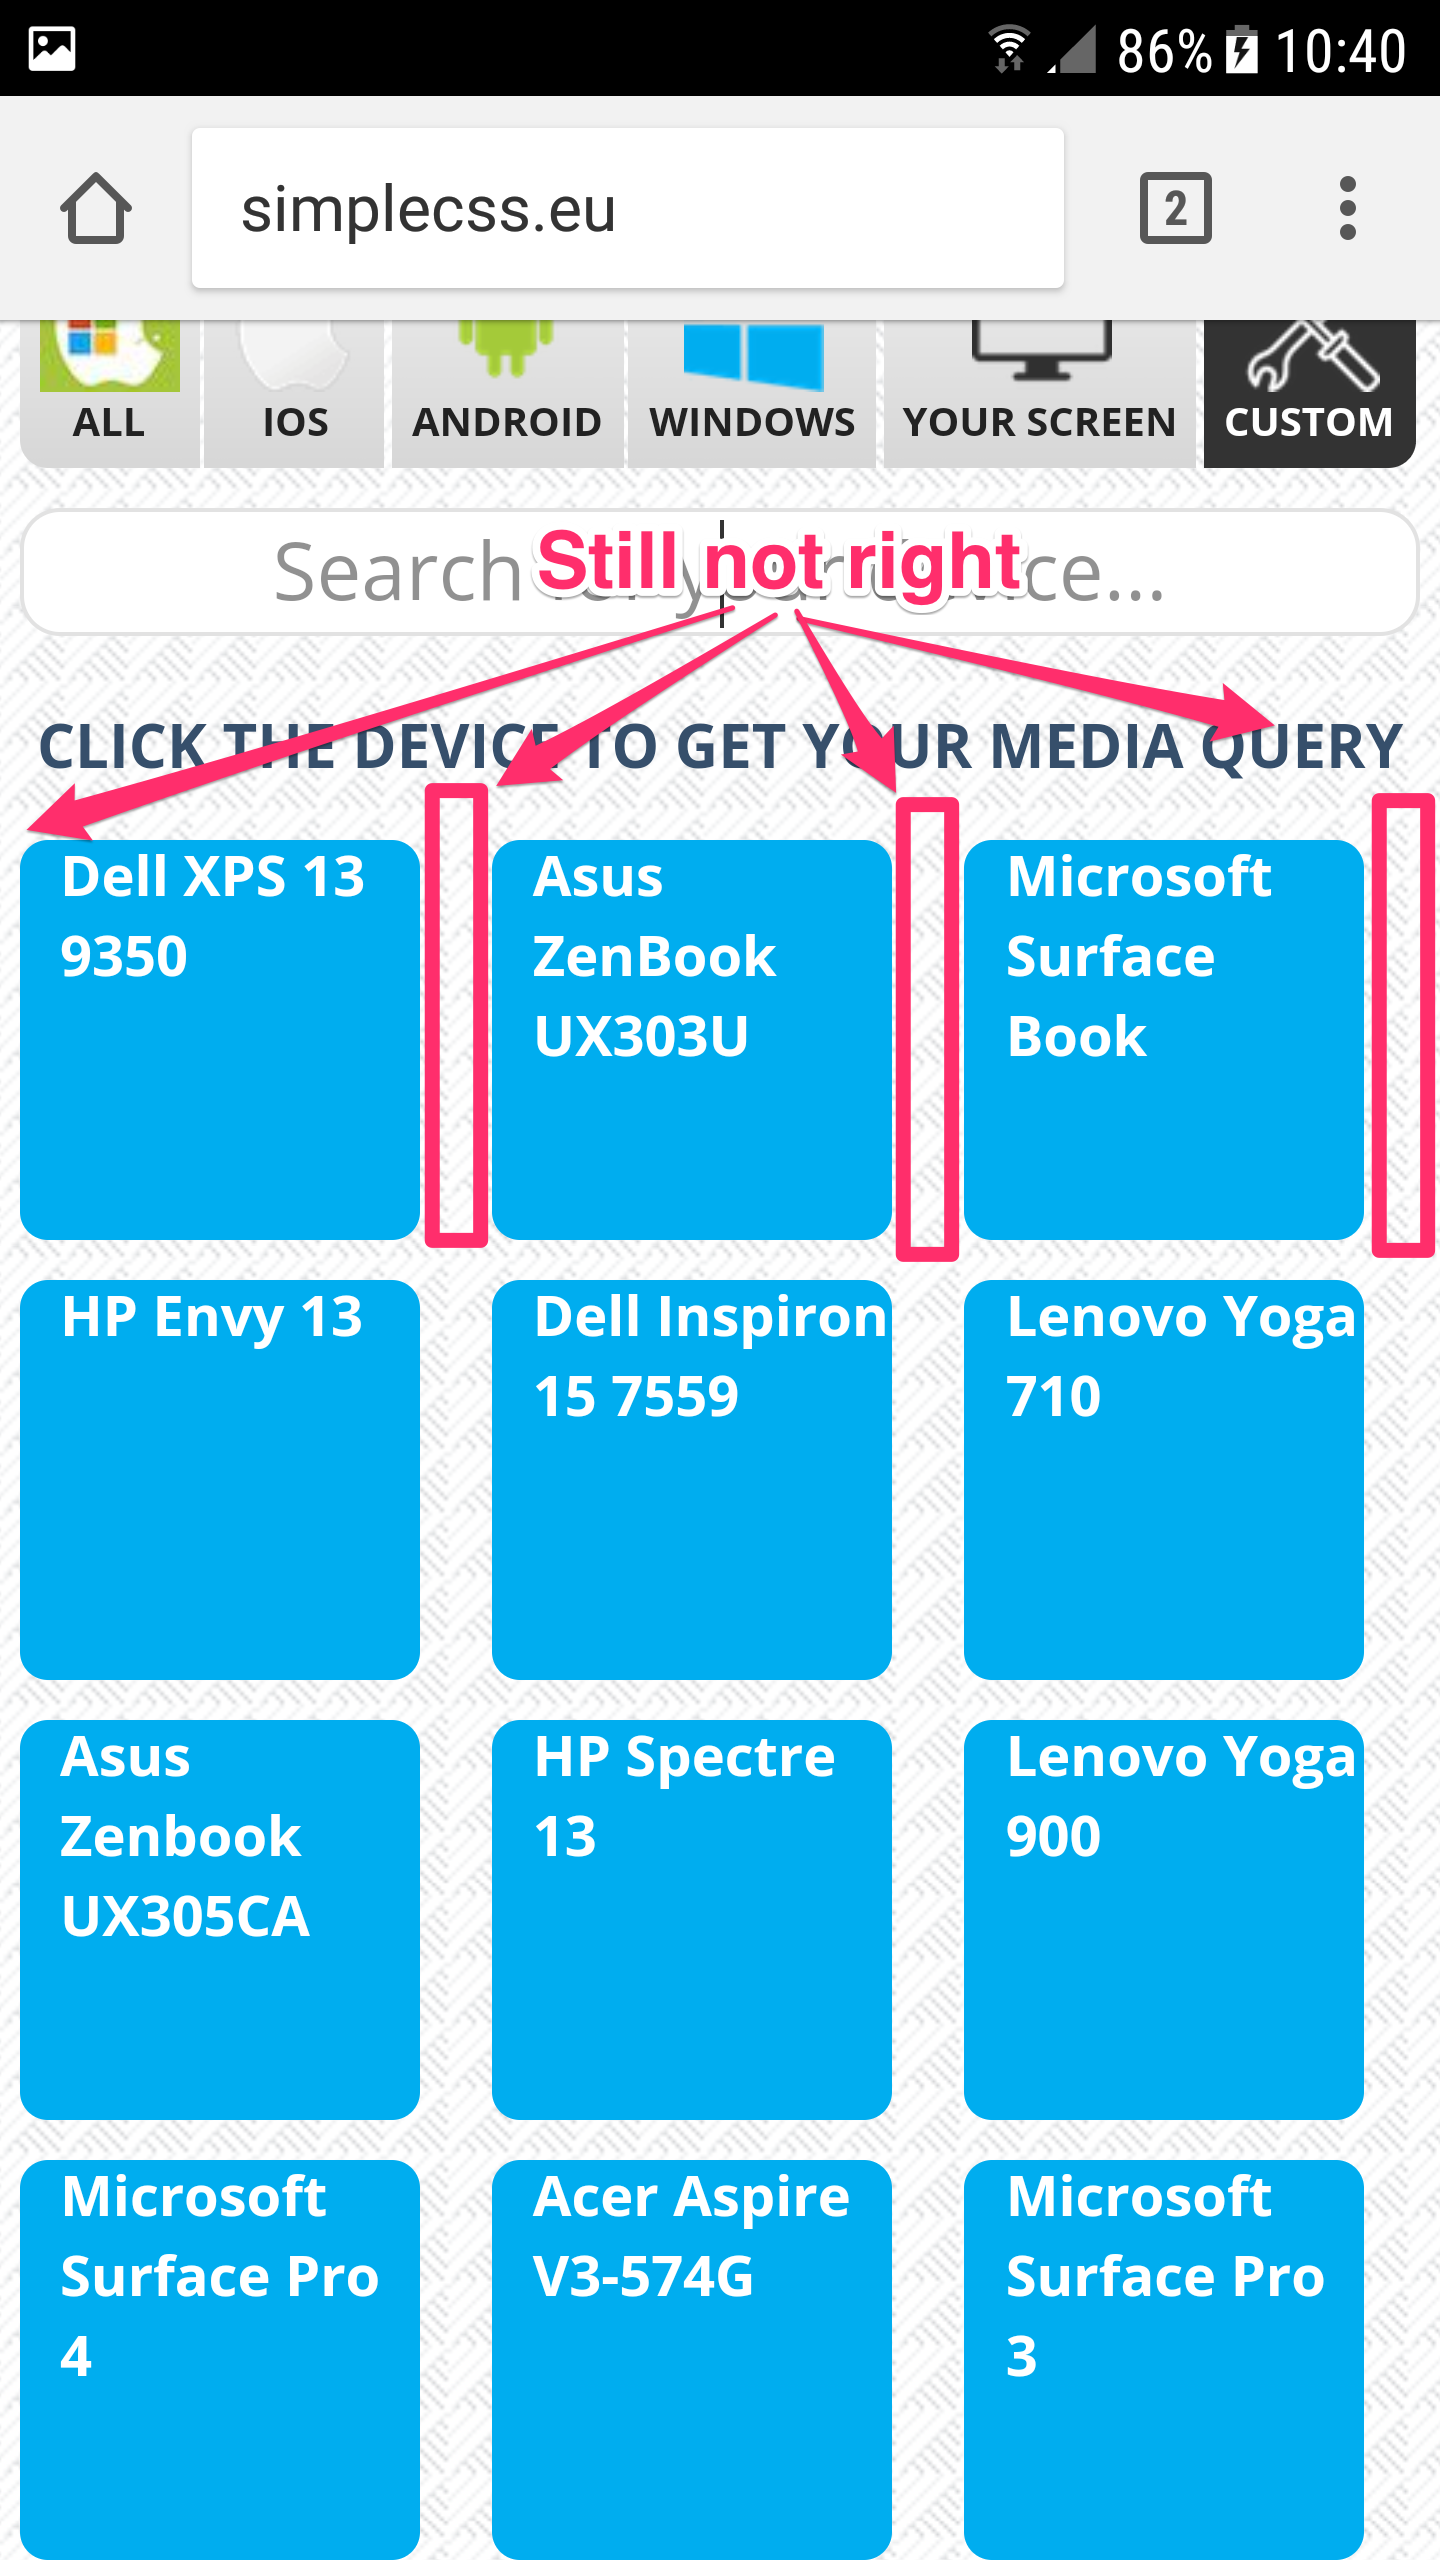 86% 10:40
simplecss.eu
2
ALL IOS ANDROID WINDOWS YOUR SCREEN CUSTOM
Search for your device...
Still not right
CLICK THE DEVICE TO GET YOUR MEDIA QUERY
Dell XPS 13
9350
Asus
ZenBook
UX303U
Microsoft
Surface
Book
HP Envy 13
Dell Inspiron
15 7559
Lenovo Yoga
710
Asus
Zenbook
UX305CA
HP Spectre
13
Lenovo Yoga
900
Microsoft
Surface Pro
4
Acer Aspire
V3-574G
Microsoft
Surface Pro
3